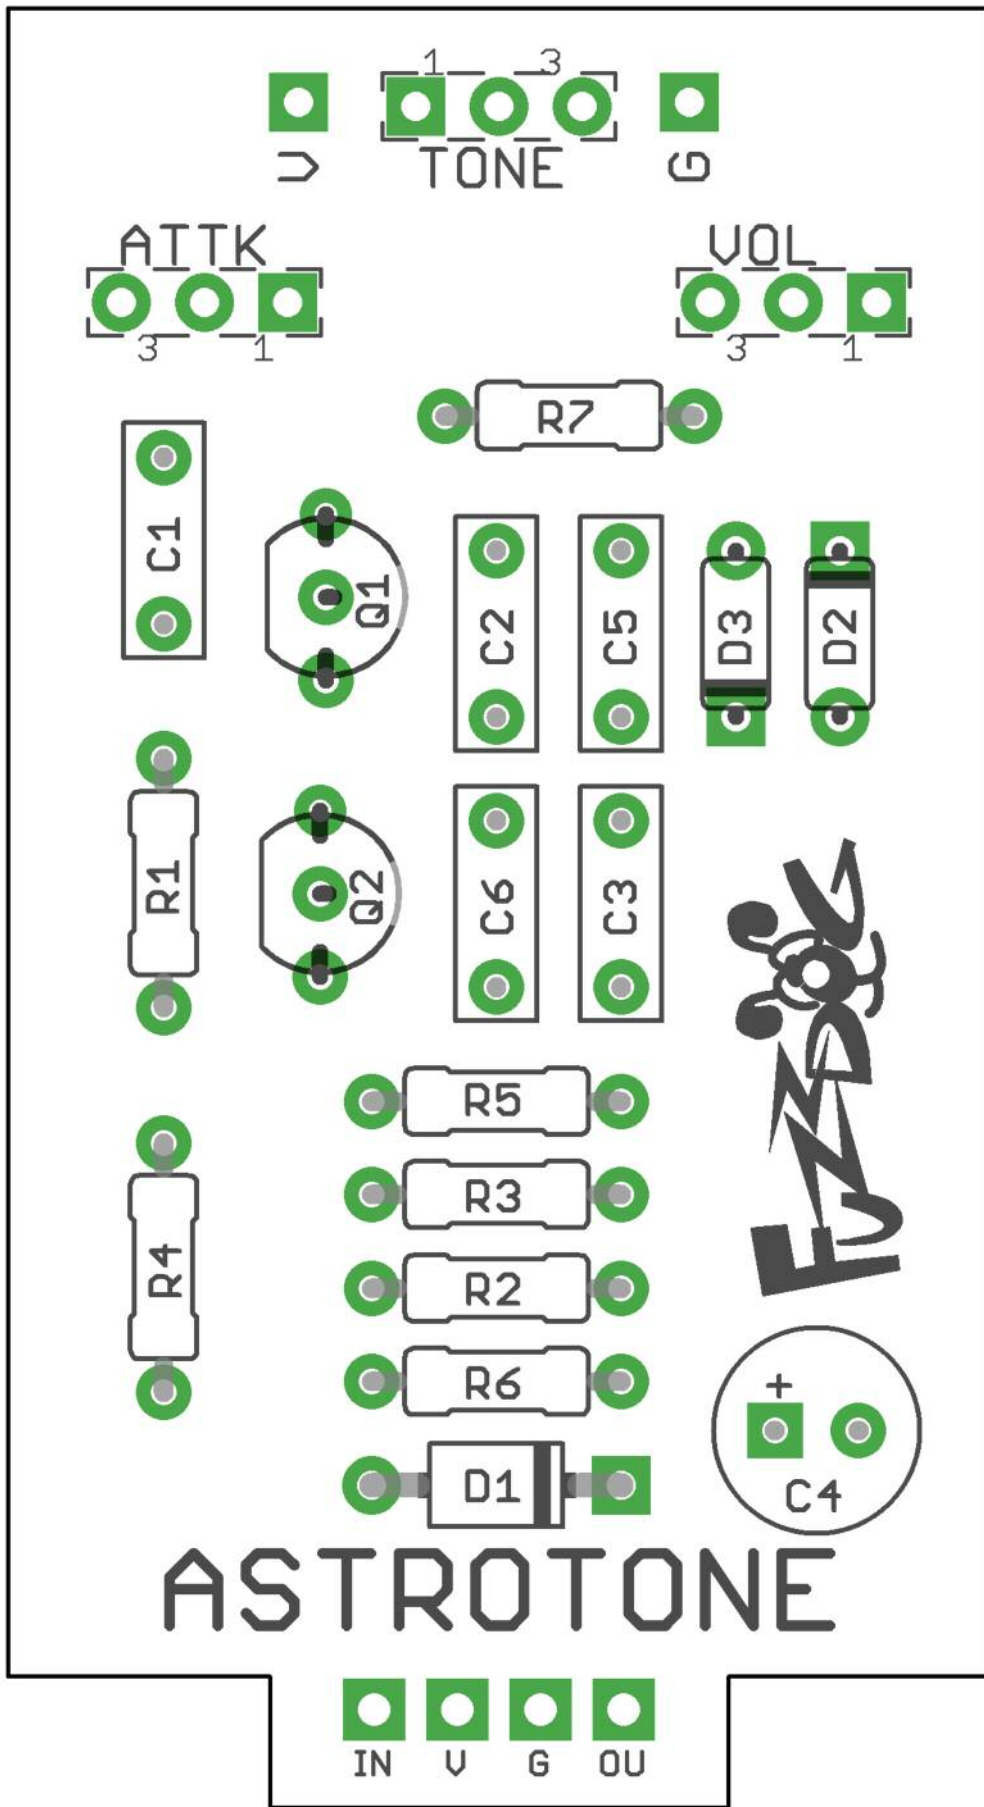 1 3
V TONE G
ATTK VOL
3 1 3 1
R7
C1
Q1
C2 C5 D3 D2
R1
Q2
C6 C3
FuzzDog
R5
R3
R2
R4
R6
+
D1
C4
ASTROTONE
IN V G OU